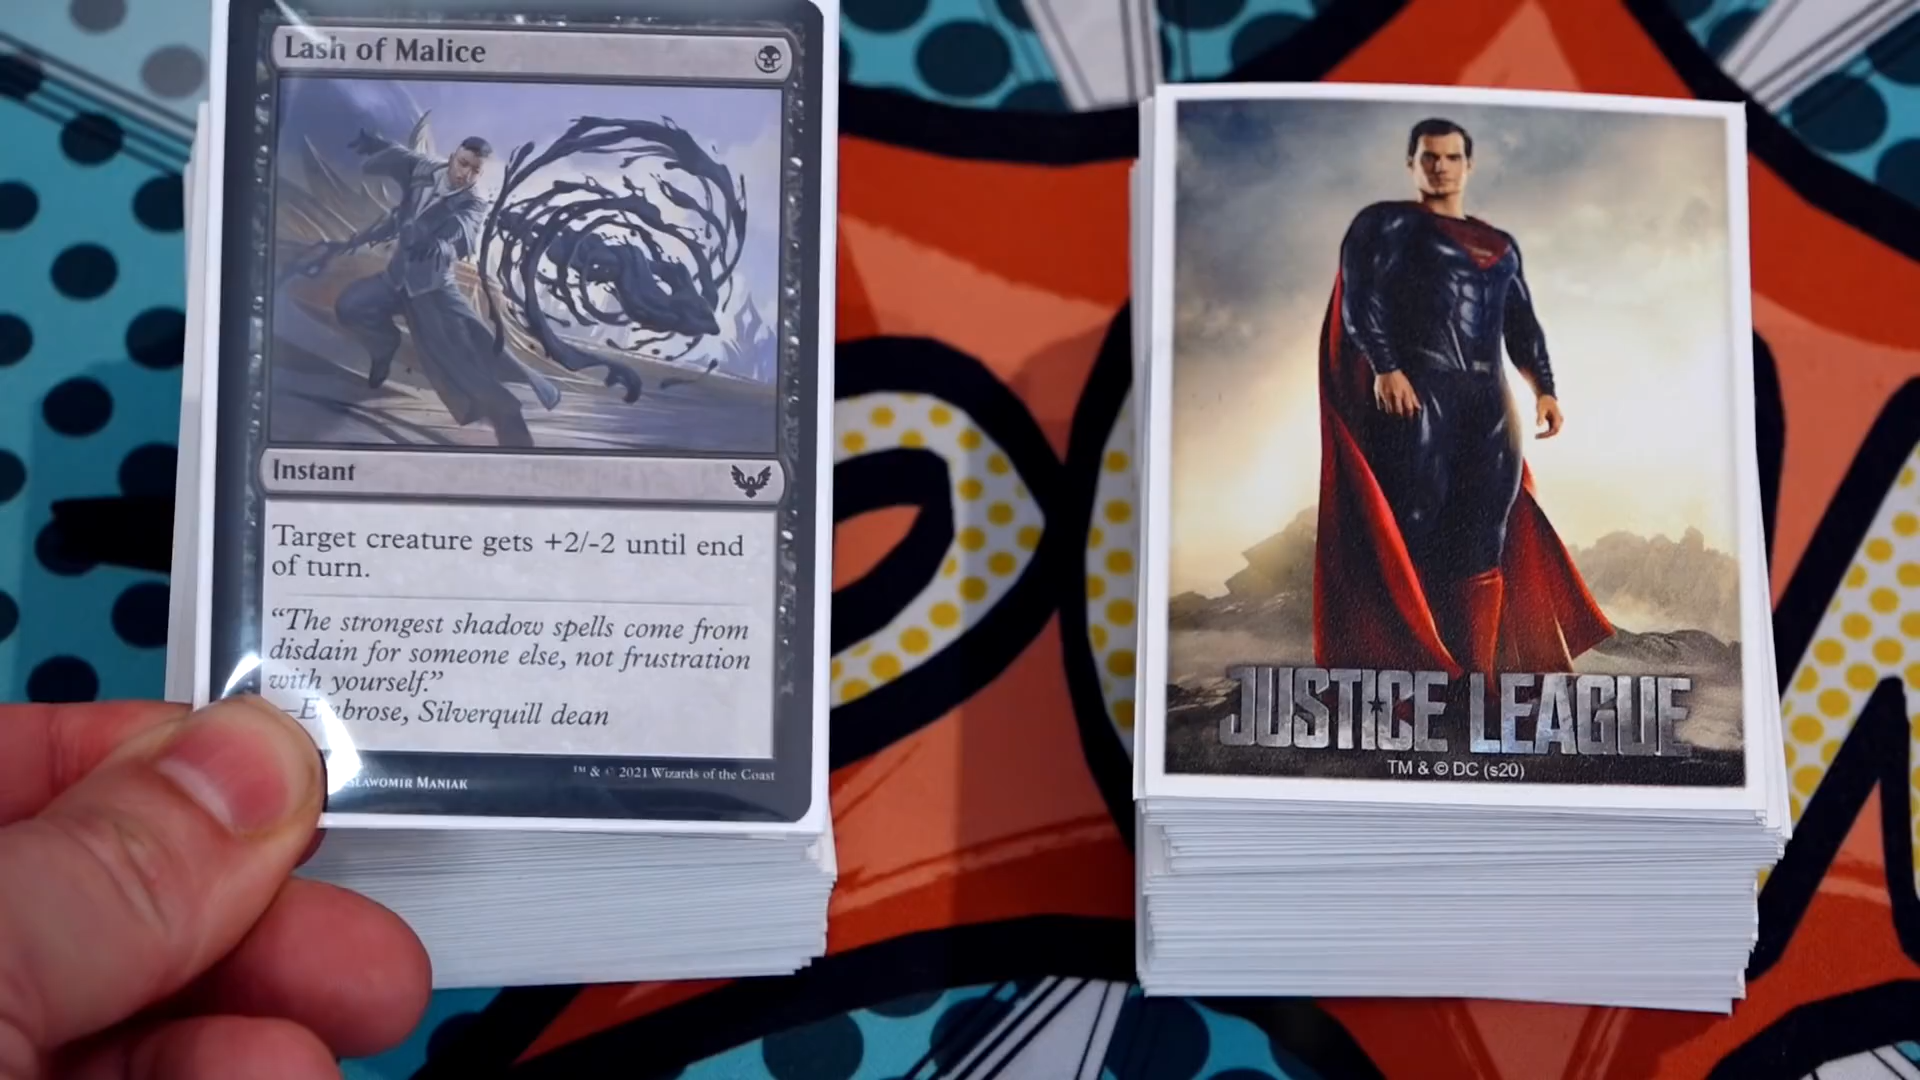 Lash of Malice
Instant
Target creature gets +2/-2 until end
of turn.
“The strongest shadow spells come from
disdain for someone else, not frustration
with yourself.”
—Embrose, Silverquill dean
SLAWOMIR MANIAK
™ & © 2021 Wizards of the Coast
JUSTICE LEAGUE
TM & © DC (s20)